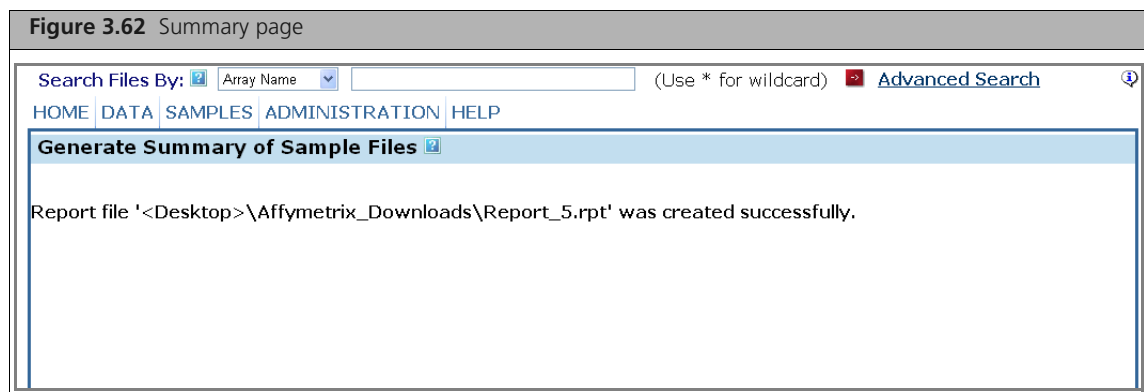 Figure 3.62 Summary page
Search Files By: ? Array Name (Use * for wildcard) Advanced Search
HOME DATA SAMPLES ADMINISTRATION HELP
Generate Summary of Sample Files ?
Report file '<Desktop>\Affymetrix_Downloads\Report_5.rpt' was created successfully.